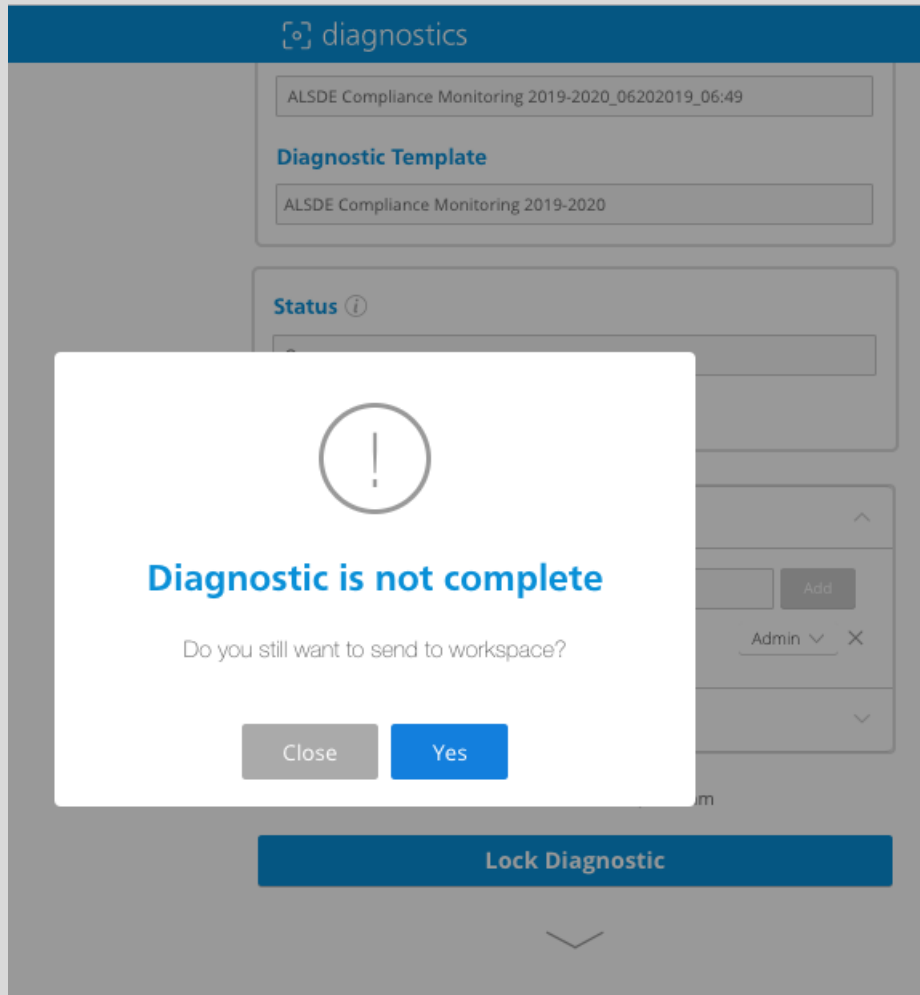 diagnostics
ALSDE Compliance Monitoring 2019-2020_06202019_06:49
Diagnostic Template
ALSDE Compliance Monitoring 2019-2020
Status
!
Diagnostic is not complete
Add
Do you still want to send to workspace?
Admin
Close
Yes
Lock Diagnostic